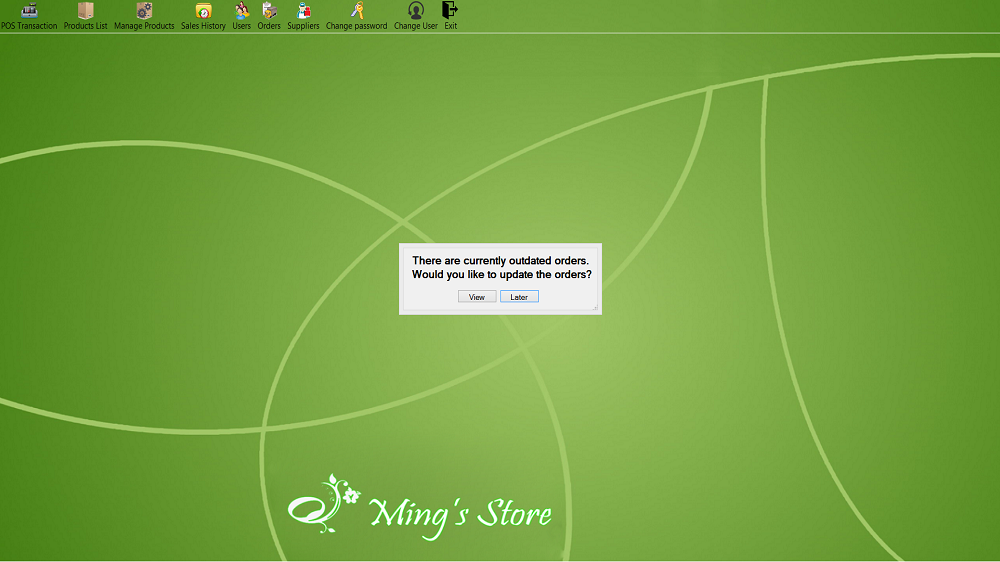 POS Transaction Products List Manage Products Sales History Users Orders Suppliers Change password Change User Exit
There are currently outdated orders.
Would you like to update the orders?
View Later
Ming's Store